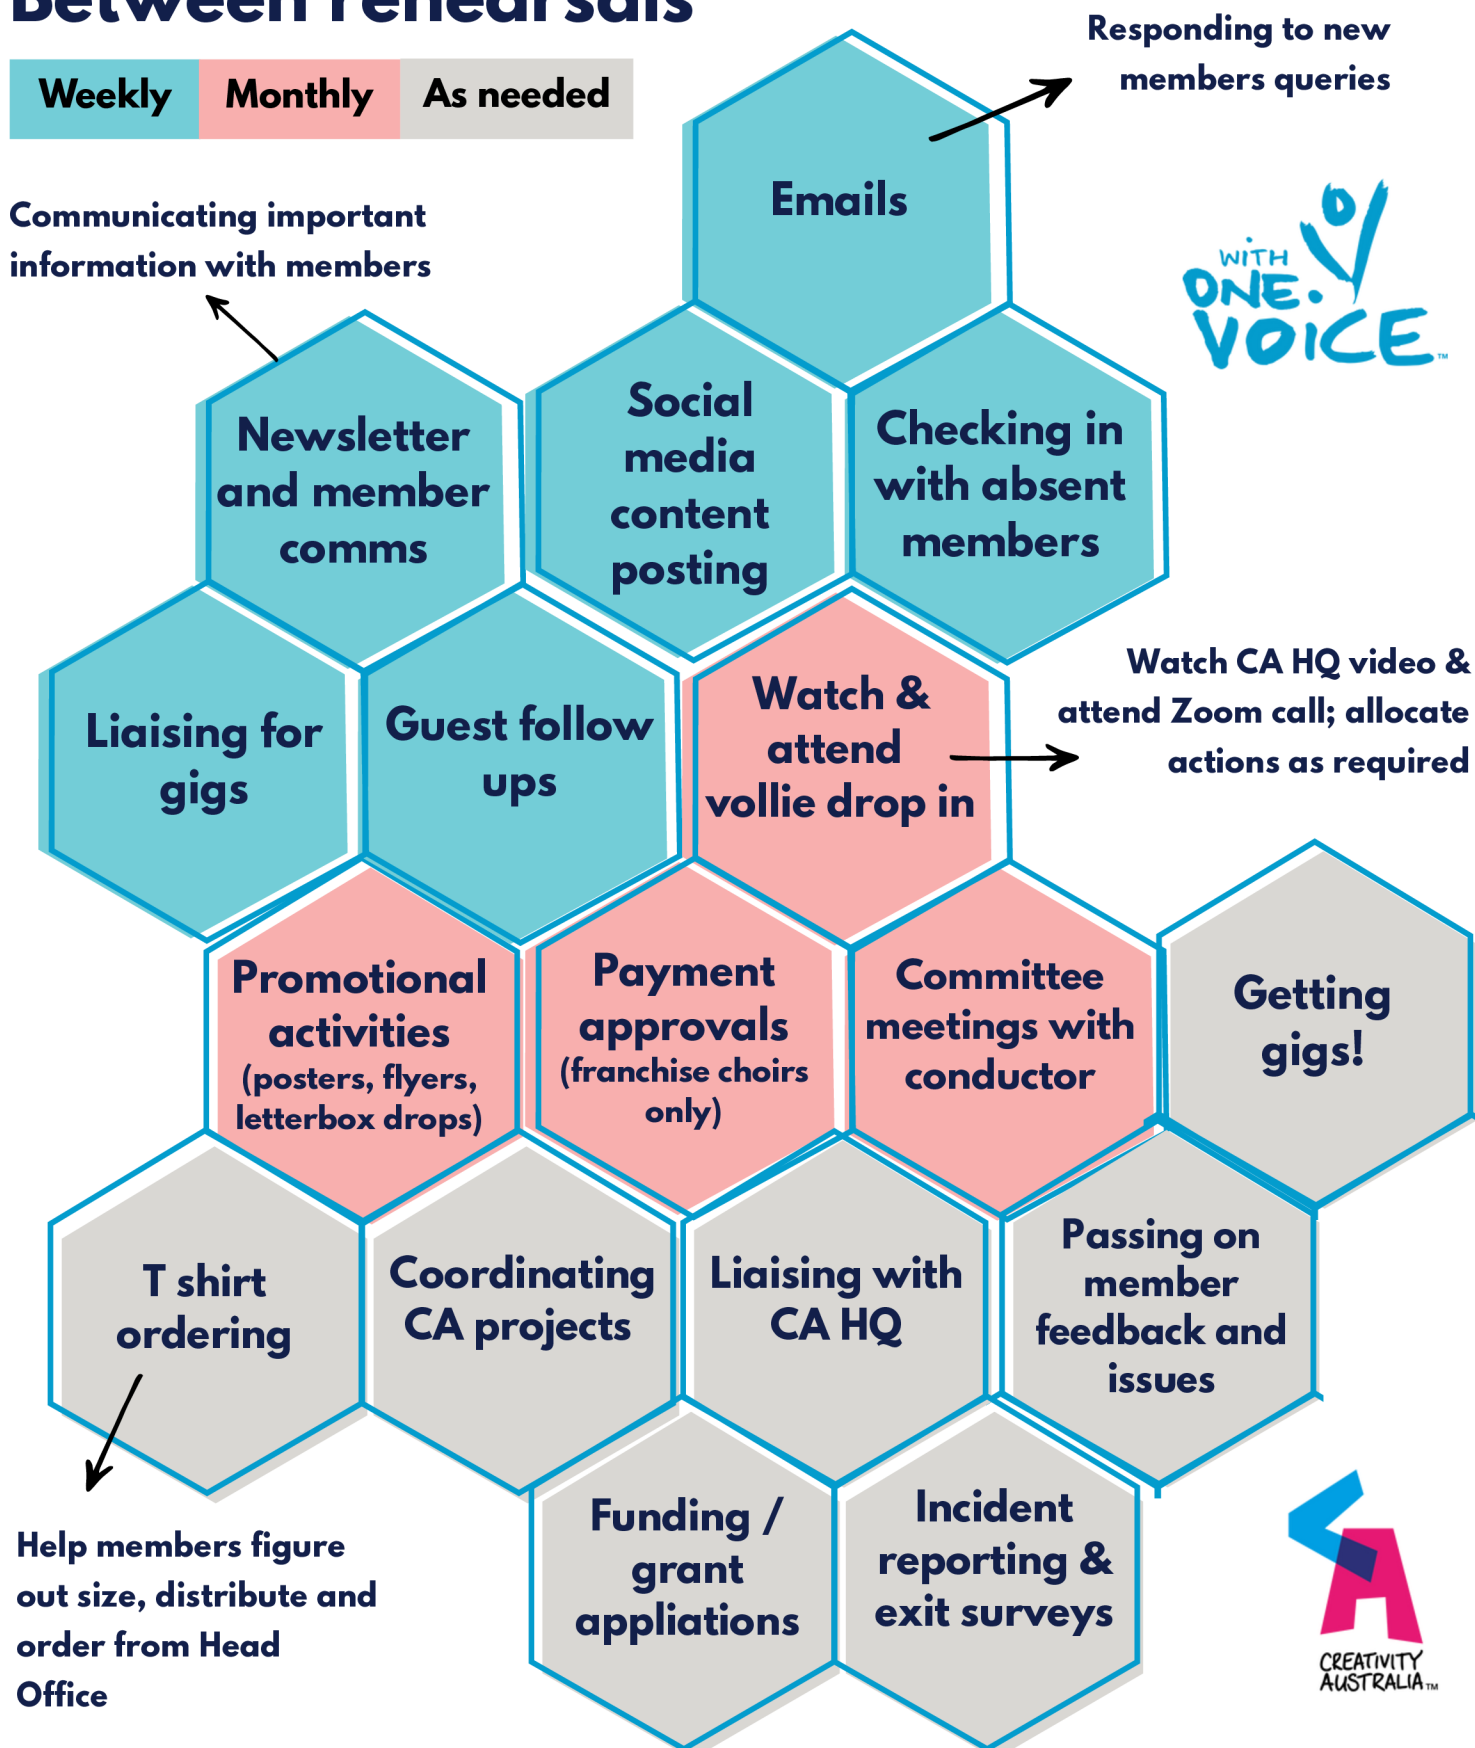 Between rehearsals
Weekly
Monthly
As needed
Responding to new
members queries
Emails
Communicating important
information with members
WITH
ONE
VOICE™
Newsletter
and member
comms
Social
media
content
posting
Checking in
with absent
members
Liaising for
gigs
Guest follow
ups
Watch &
attend
vollie drop in
Watch CA HQ video &
attend Zoom call; allocate
actions as required
Promotional
activities
(posters, flyers,
letterbox drops)
Payment
approvals
(franchise choirs
only)
Committee
meetings with
conductor
Getting
gigs!
T shirt
ordering
Coordinating
CA projects
Liaising with
CA HQ
Passing on
member
feedback and
issues
Help members figure
out size, distribute and
order from Head
Office
Funding /
grant
appliations
Incident
reporting &
exit surveys
CREATIVITY
AUSTRALIA™